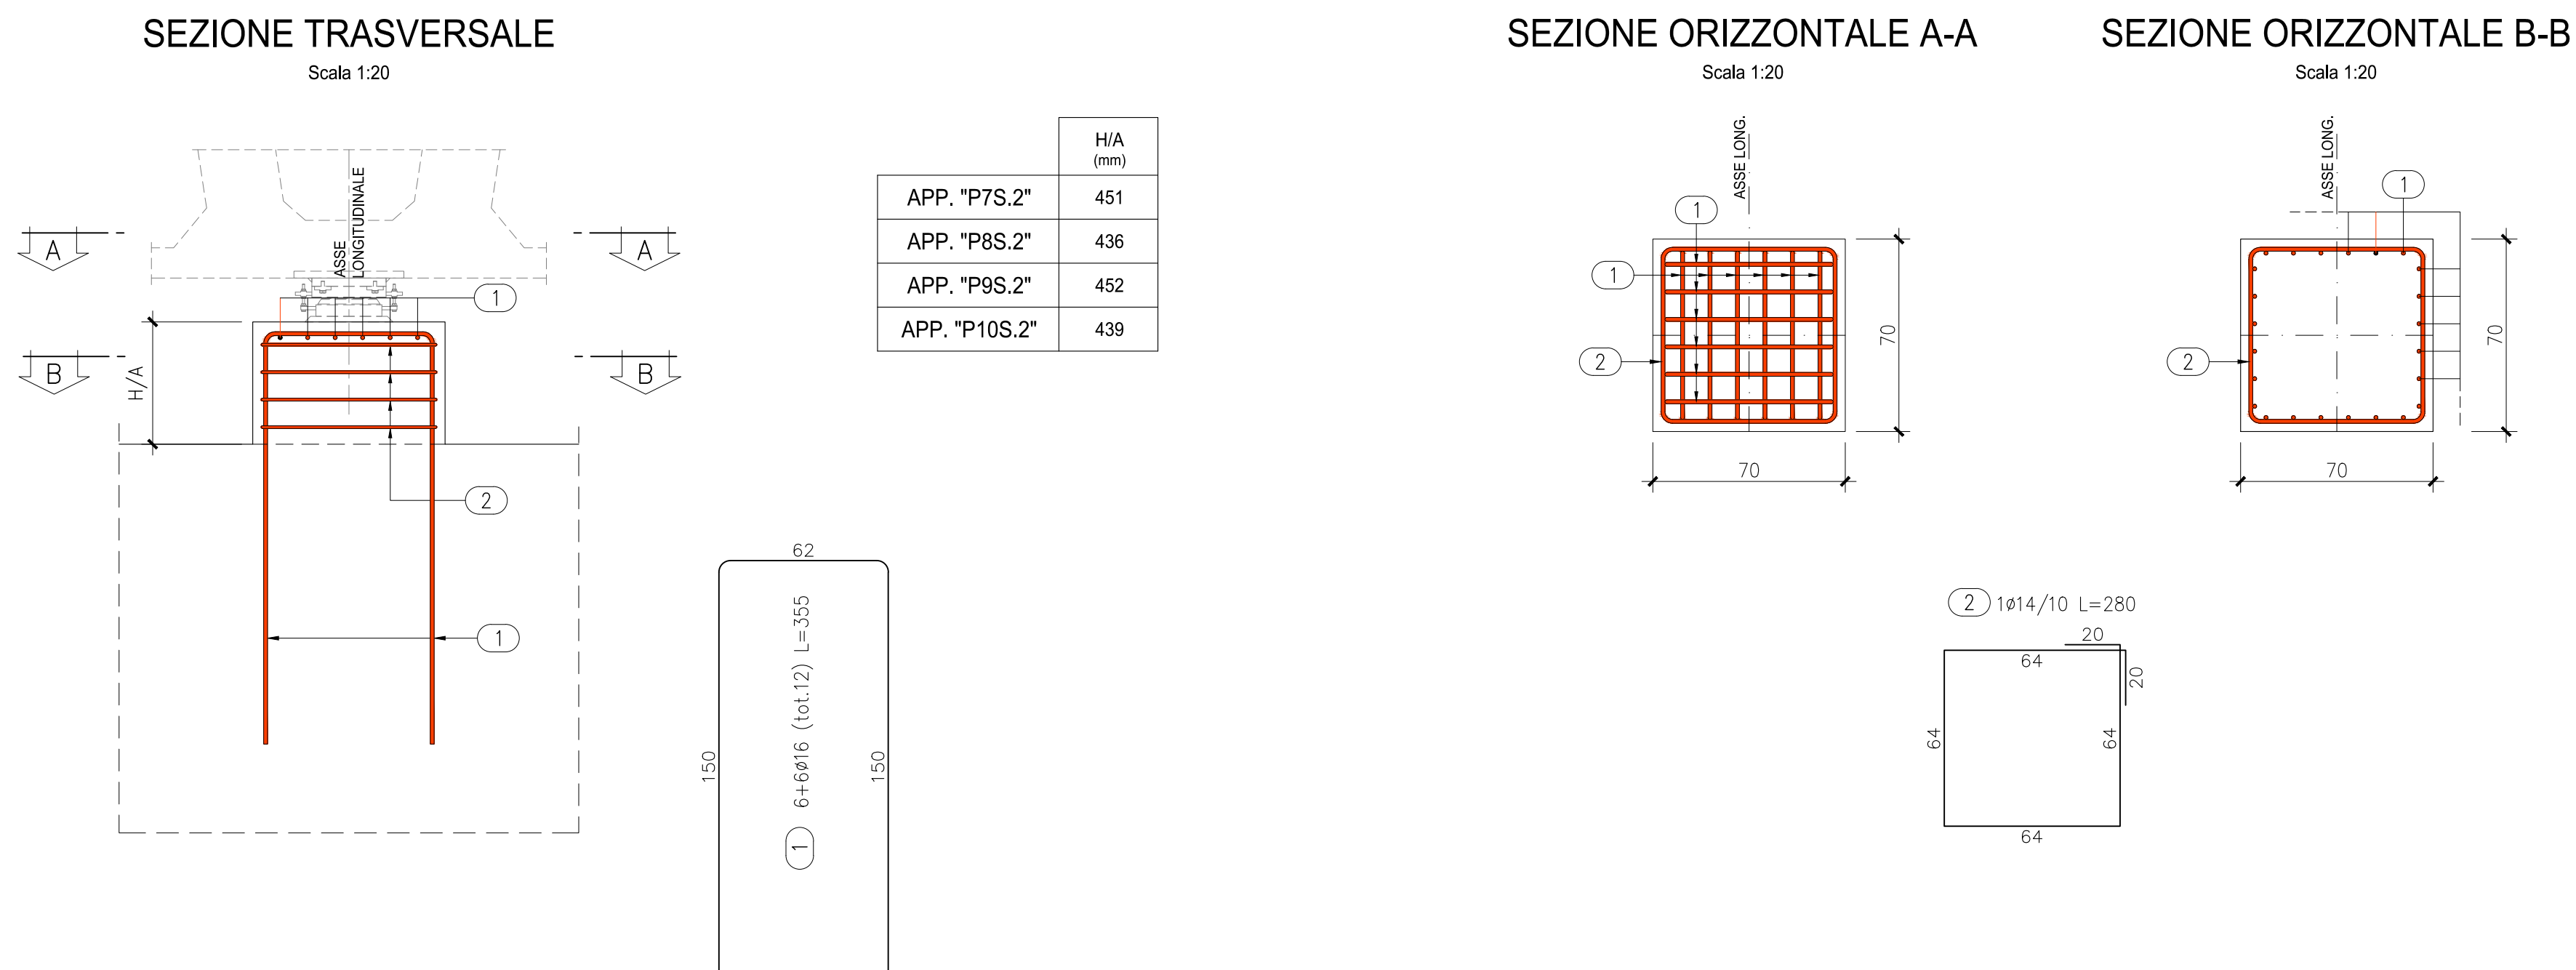 SEZIONE TRASVERSALE
Scala 1:20
ASSE
LONGITUDINALE
A
A
B
B
H/A
1
2
1
H/A
(mm)
APP. "P7S.2" 451
APP. "P8S.2" 436
APP. "P9S.2" 452
APP. "P10S.2" 439
62
150
150
1 6+6ø16 (tot.12) L=355
SEZIONE ORIZZONTALE A-A
Scala 1:20
ASSE LONG.
1
1
2
70
70
SEZIONE ORIZZONTALE B-B
Scala 1:20
ASSE LONG.
1
2
70
70
2 1ø14/10 L=280
20
64
20
64
64
64